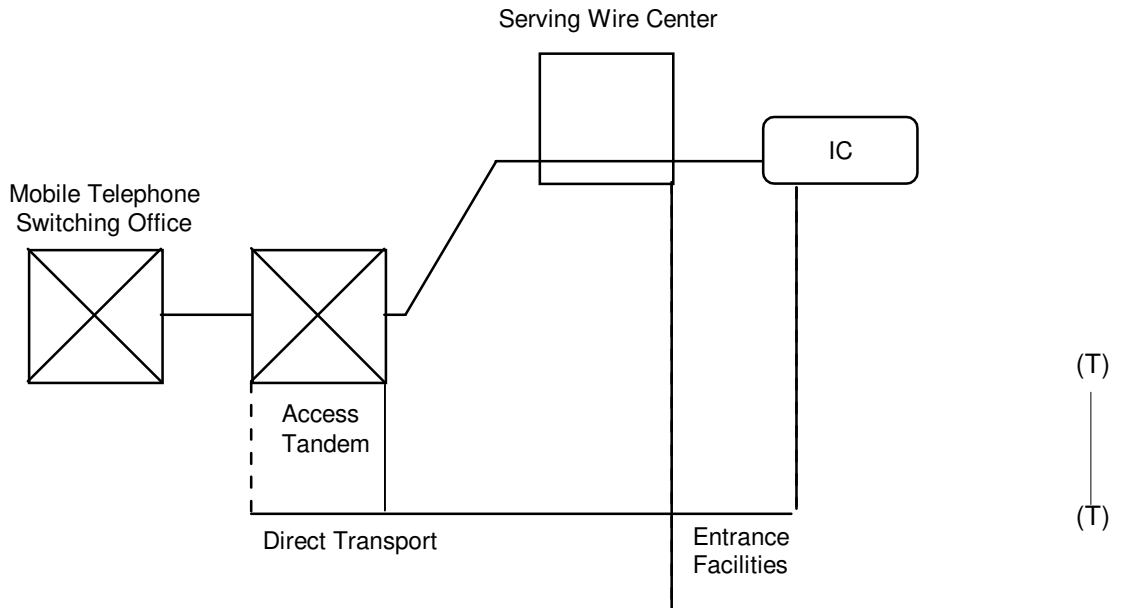 Serving Wire Center
IC
Mobile Telephone
Switching Office
(T)
Access
Tandem
(T)
Direct Transport
Entrance
Facilities